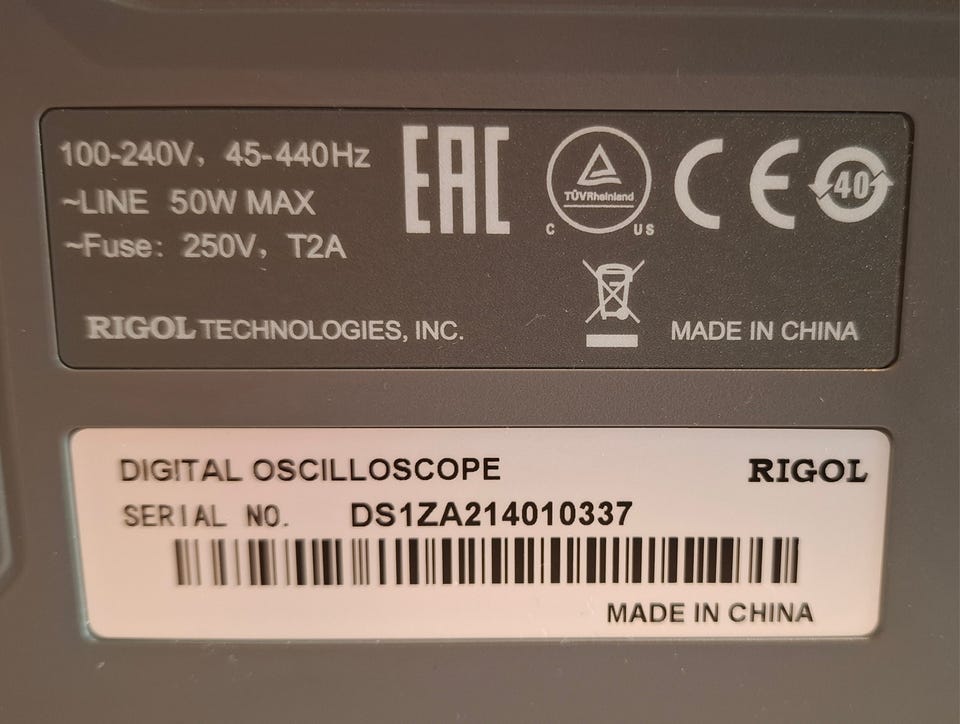 100-240V, 45-440Hz
~LINE 50W MAX
~Fuse: 250V, T2A
EAC
TÜVRheinland
C US
CE
40
RIGOL TECHNOLOGIES, INC.
MADE IN CHINA
DIGITAL OSCILLOSCOPE
RIGOL
SERIAL NO. DS1ZA214010337
MADE IN CHINA